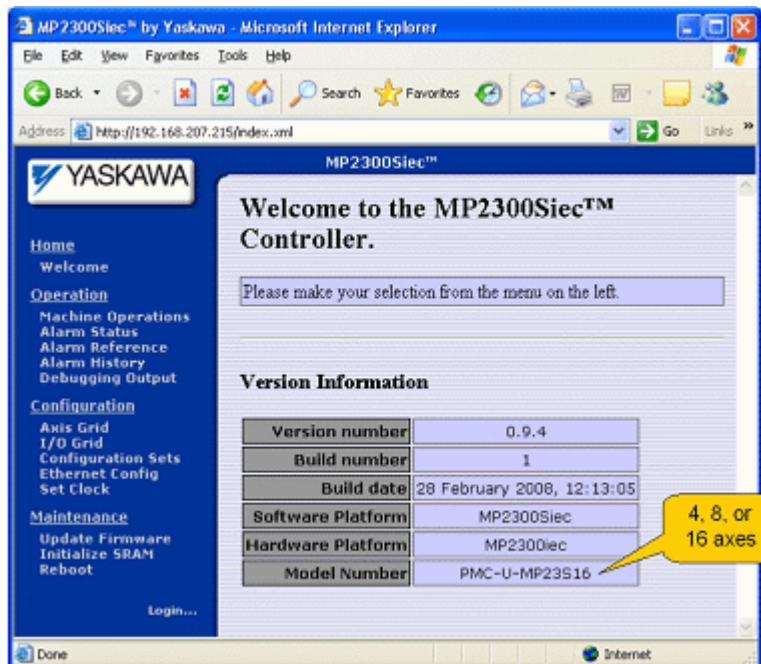 MP2300Siec™ by Yaskawa - Microsoft Internet Explorer
File Edit View Favorites Tools Help
Back Search Favorites
Address http://192.168.207.215/index.xml Go Links »
MP2300Siec™
YASKAWA
Home
Welcome
Operation
Machine Operations
Alarm Status
Alarm Reference
Alarm History
Debugging Output
Configuration
Axis Grid
I/O Grid
Configuration Sets
Ethernet Config
Set Clock
Maintenance
Update Firmware
Initialize SRAM
Reboot
Login...
Welcome to the MP2300Siec™
Controller.
Please make your selection from the menu on the left.
Version Information
Version number 0.9.4
Build number 1
Build date 28 February 2008, 12:13:05
Software Platform MP2300Siec
Hardware Platform MP2300iec
Model Number PMC-U-MP23S16
4, 8, or
16 axes
Done Internet